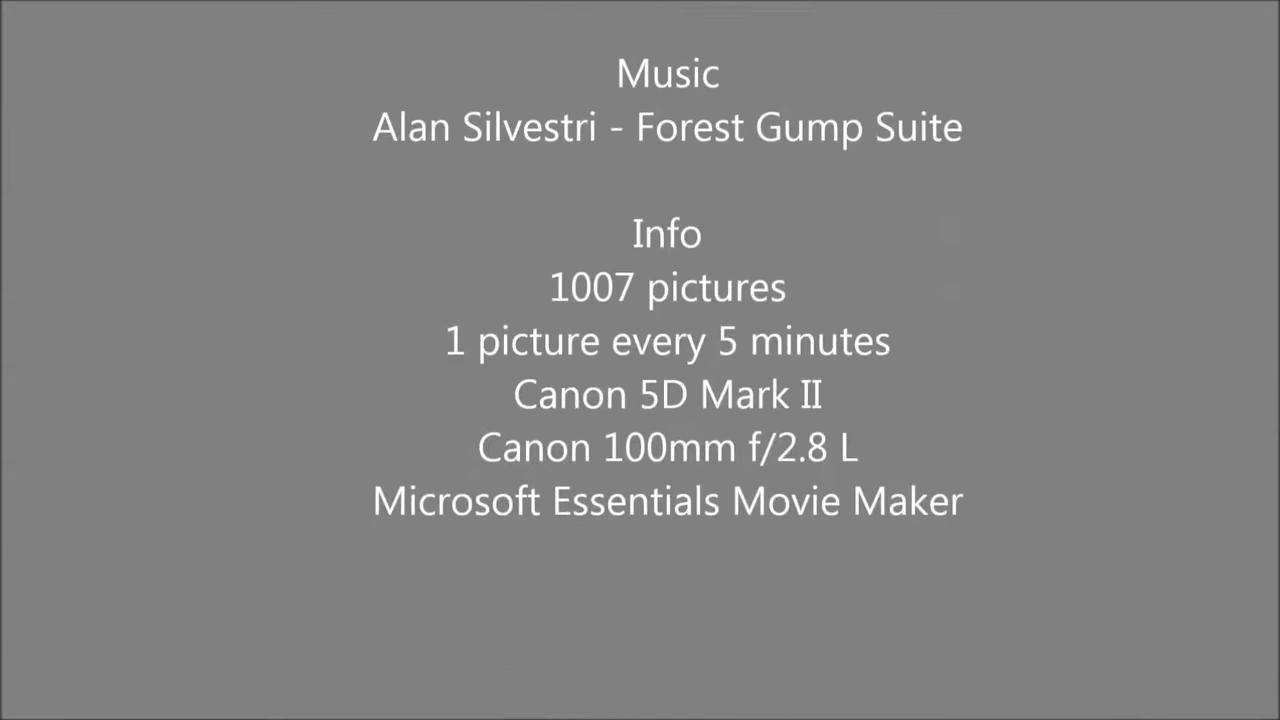 Music
Alan Silvestri - Forest Gump Suite
Info
1007 pictures
1 picture every 5 minutes
Canon 5D Mark II
Canon 100mm f/2.8 L
Microsoft Essentials Movie Maker